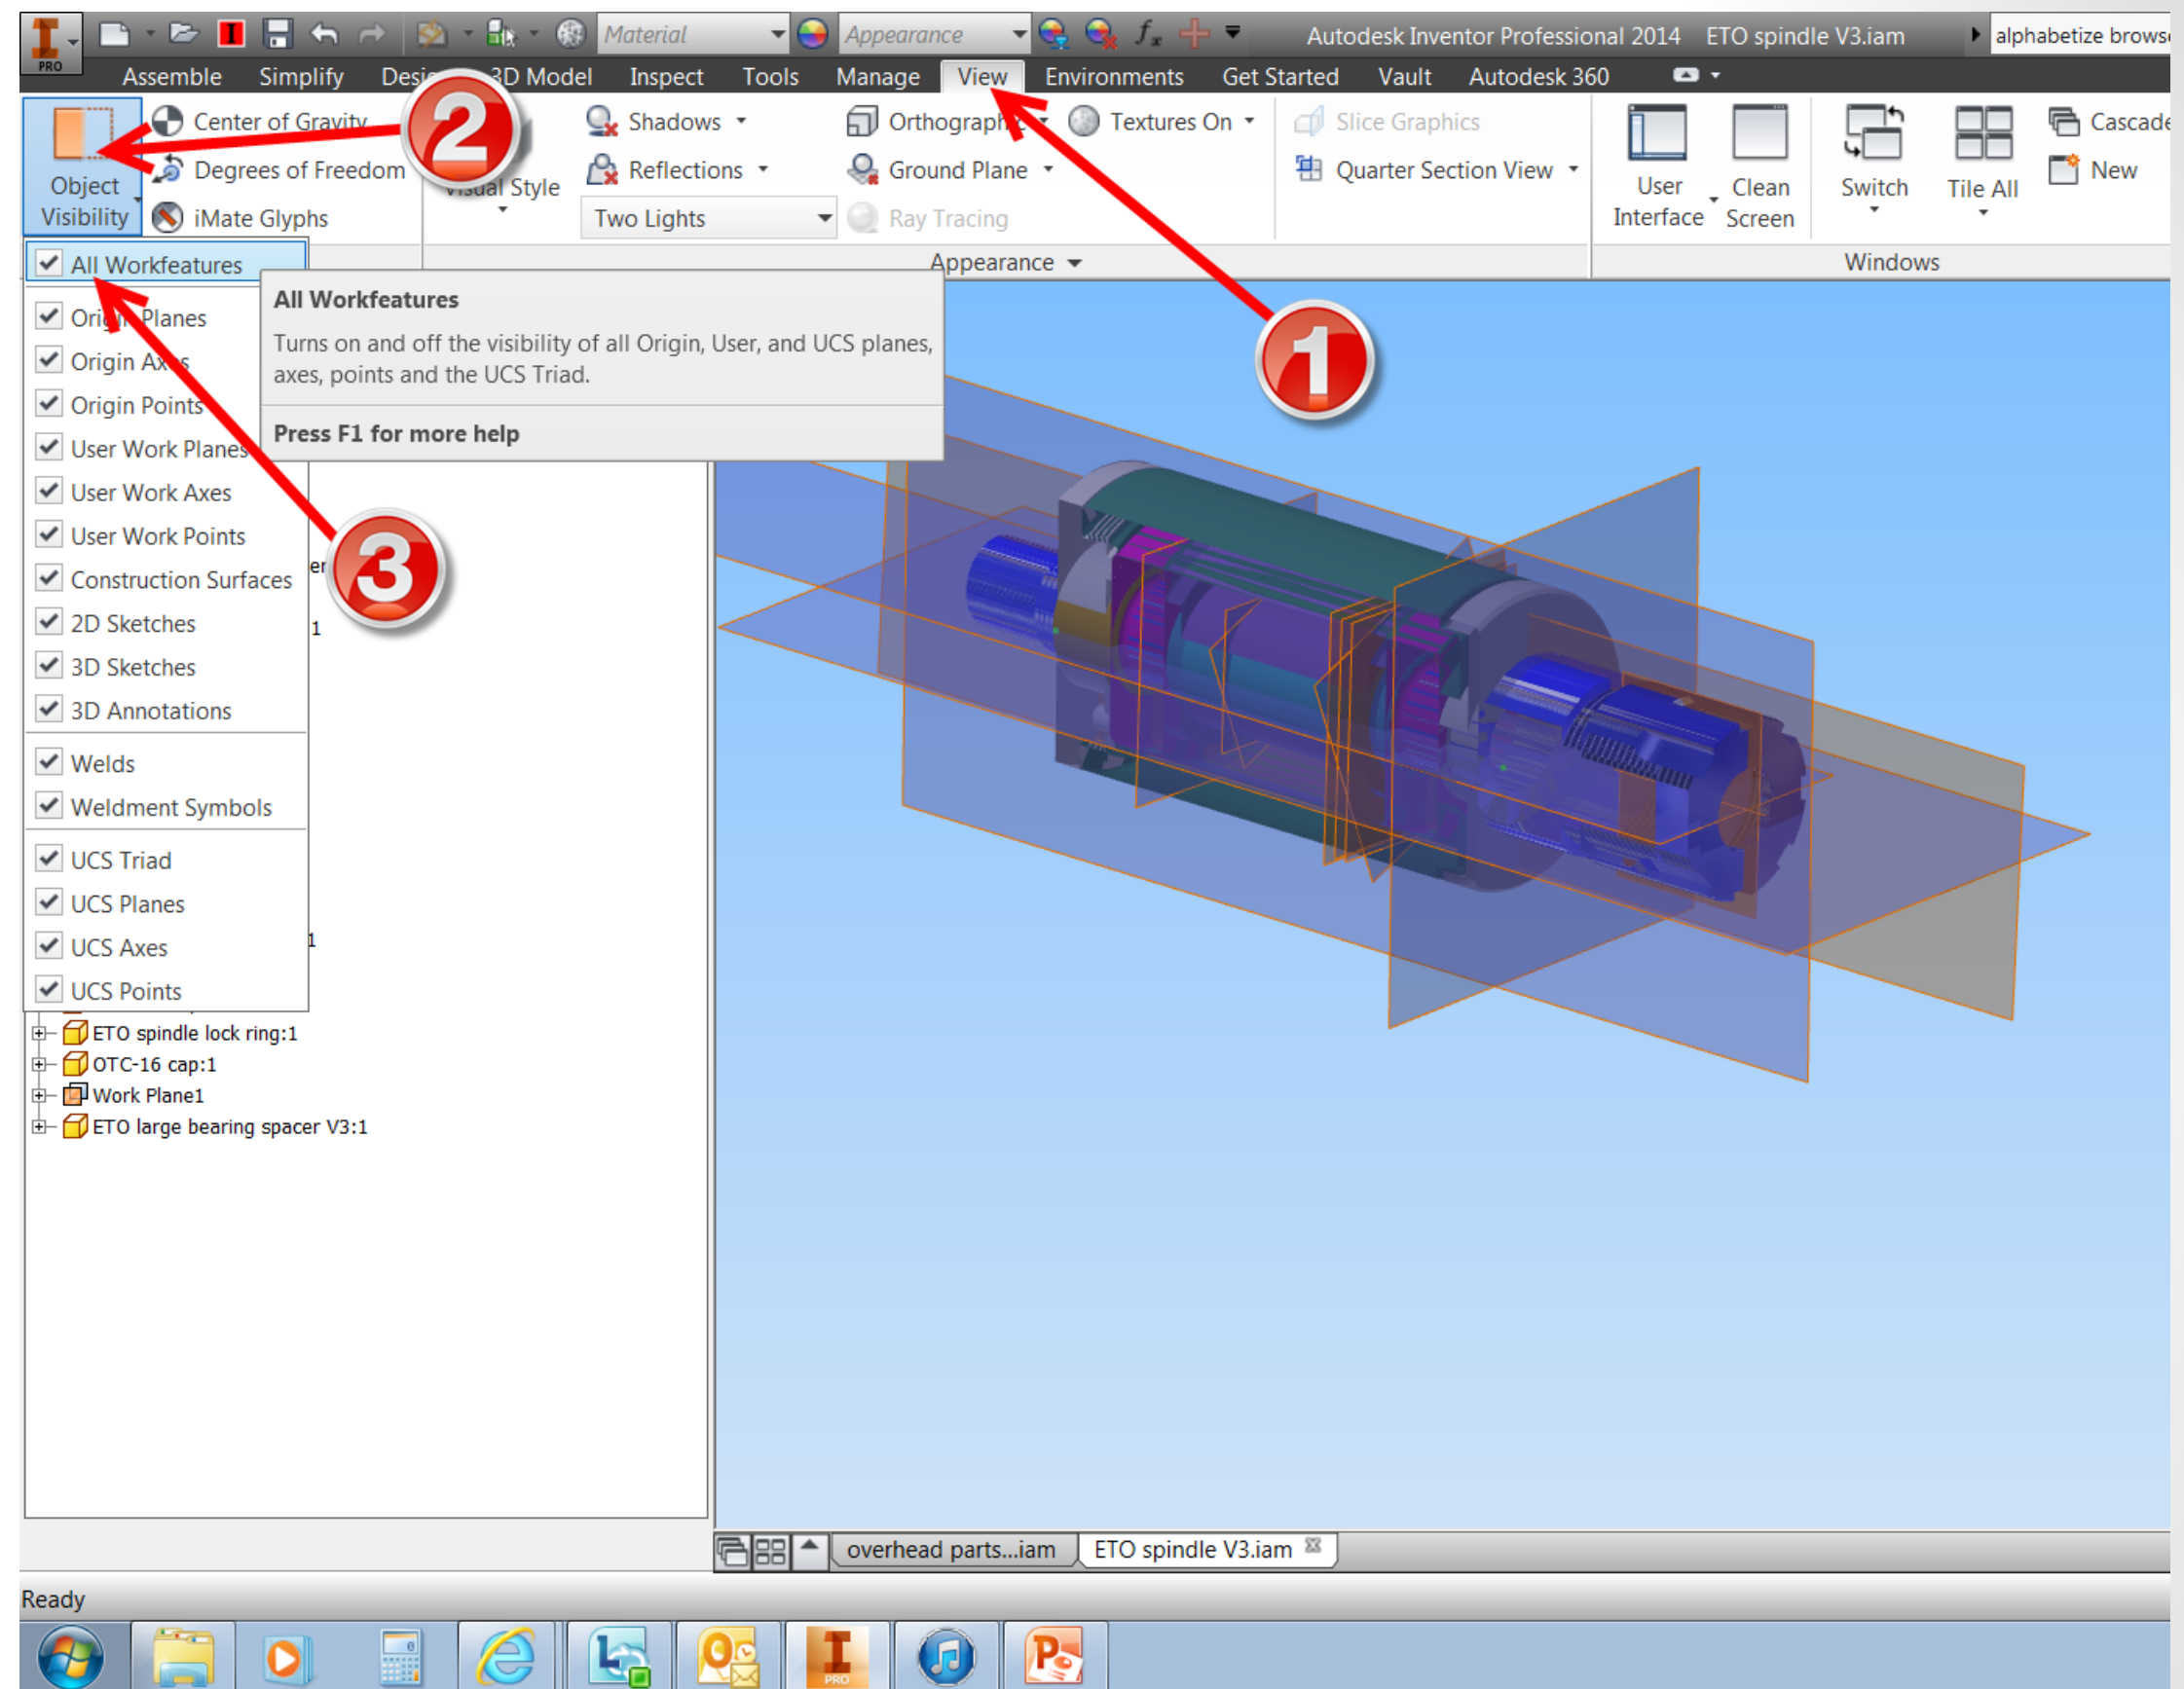 PRO
Material
Appearance
Autodesk Inventor Professional 2014 ETO spindle V3.iam
alphabetize brows
Assemble Simplify 3D Model Inspect Tools Manage View Environments Get Started Vault Autodesk 360
Object Visibility
Center of Gravity
Degrees of Freedom
iMate Glyphs
2
Visual Style
Shadows
Reflections
Two Lights
Orthographic
Ground Plane
Ray Tracing
Textures On
Slice Graphics
Quarter Section View
User Interface
Clean Screen
Switch
Tile All
Cascade
New
Appearance
Windows
All Workfeatures
Origin Planes
Origin Axes
Origin Points
User Work Planes
User Work Axes
User Work Points
Construction Surfaces
2D Sketches
3D Sketches
3D Annotations
Welds
Weldment Symbols
UCS Triad
UCS Planes
UCS Axes
UCS Points
All Workfeatures
Turns on and off the visibility of all Origin, User, and UCS planes,
axes, points and the UCS Triad.
Press F1 for more help
1
3
er
1
1
ETO spindle lock ring:1
OTC-16 cap:1
Work Plane1
ETO large bearing spacer V3:1
overhead parts...iam
ETO spindle V3.iam
Ready
PRO